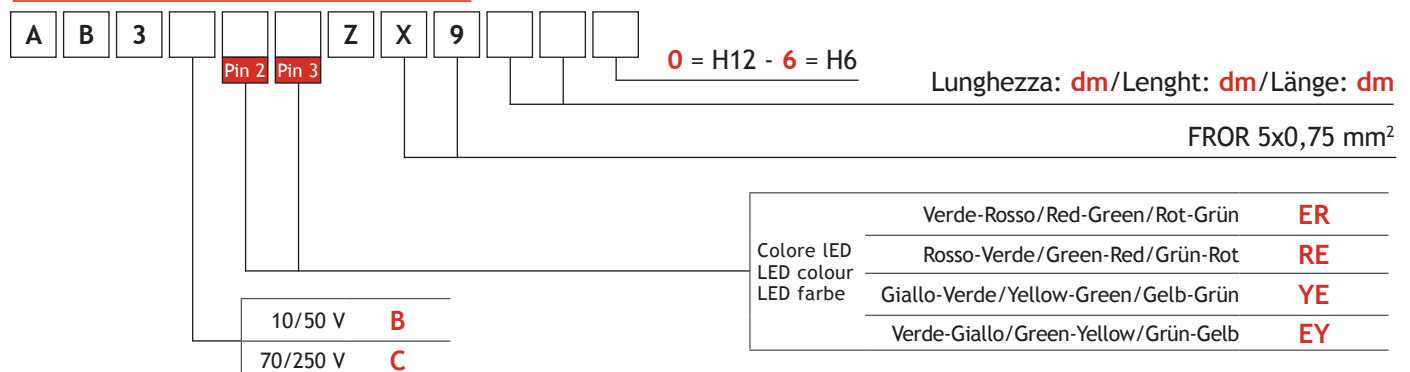 A B 3 Z X 9
Pin 2 Pin 3
0 = H12 - 6 = H6
Lunghezza: dm/Lenght: dm/Länge: dm
FROR 5x0,75 mm²
Colore lED
LED colour
LED farbe
Verde-Rosso/Red-Green/Rot-Grün ER
Rosso-Verde/Green-Red/Grün-Rot RE
Giallo-Verde/Yellow-Green/Gelb-Grün YE
Verde-Giallo/Green-Yellow/Grün-Gelb EY
10/50 V B
70/250 V C